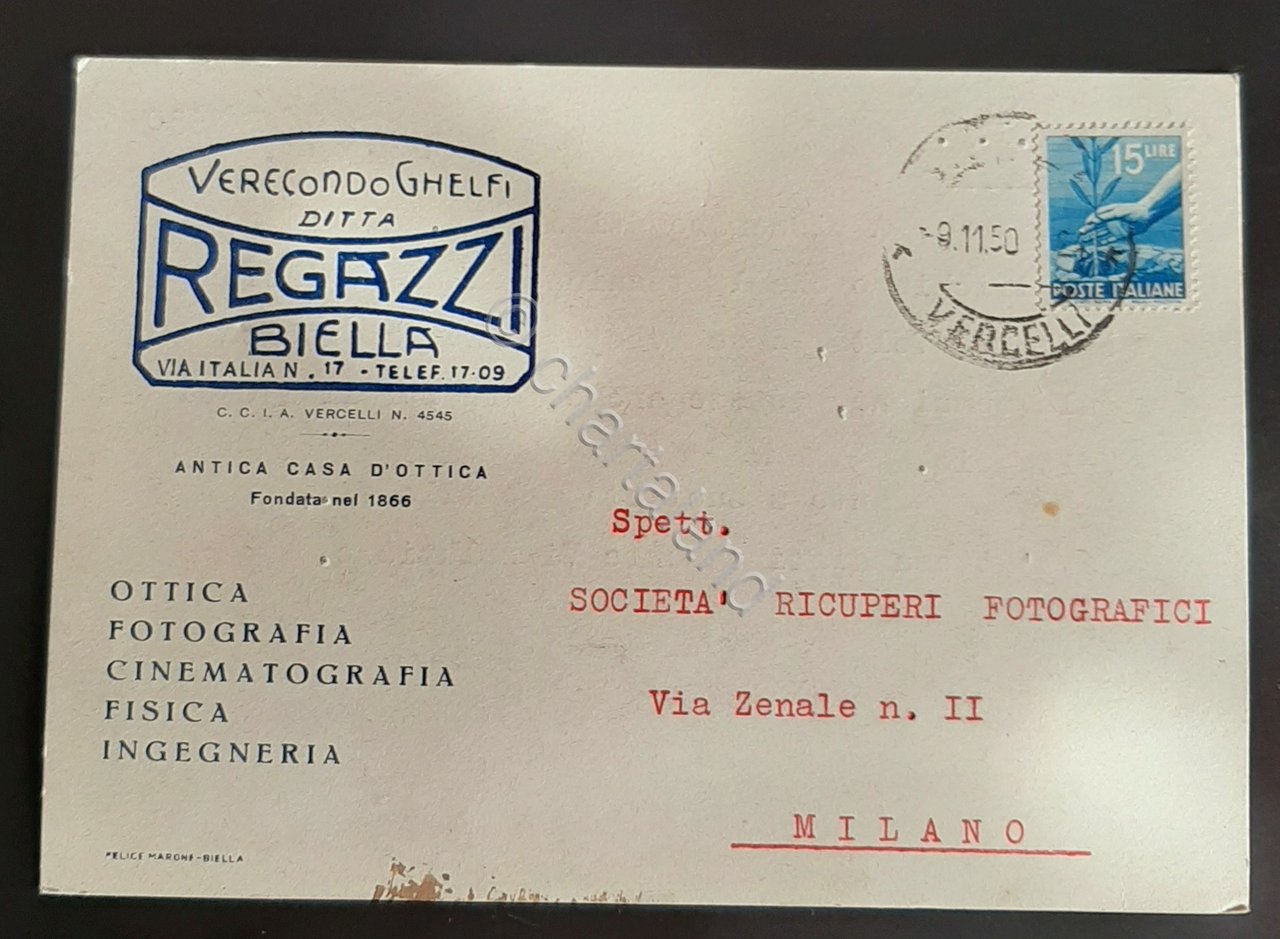 VERECONDO GHELFI
DITTA
REGAZZI
BIELLA
VIA ITALIA N. 17 - TELEF. 17-09
C. C. I. A. VERCELLI N. 4545
ANTICA CASA D'OTTICA
Fondata nel 1866
OTTICA
FOTOGRAFIA
CINEMATOGRAFIA
FISICA
INGEGNERIA
FELICE MARONE-BIELLA
15 LIRE
POSTE ITALIANE
-9.11.50
VERCELLI
Spett.
SOCIETA' RICUPERI FOTOGRAFICI
Via Zenale n. II
MILANO
© chartaland